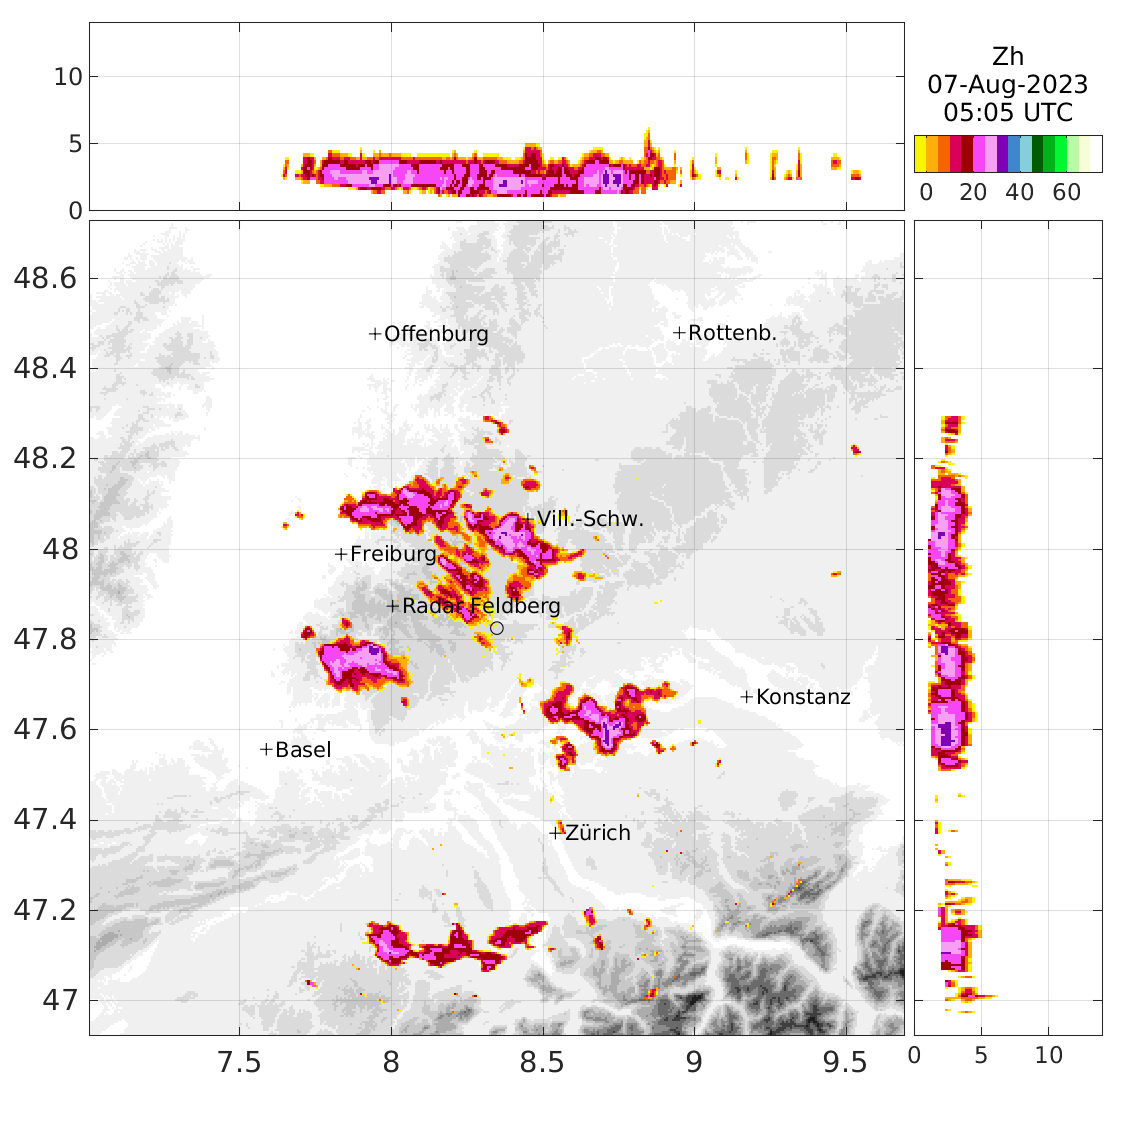 10
5
0
Zh
07-Aug-2023
05:05 UTC
0 20 40 60
48.6
48.4
48.2
48
47.8
47.6
47.4
47.2
47
+Offenburg
+Rottenb.
+Vill.-Schw.
+Freiburg
+Radar Feldberg
+Konstanz
+Basel
+Zürich
7.5 8 8.5 9 9.5
0 5 10